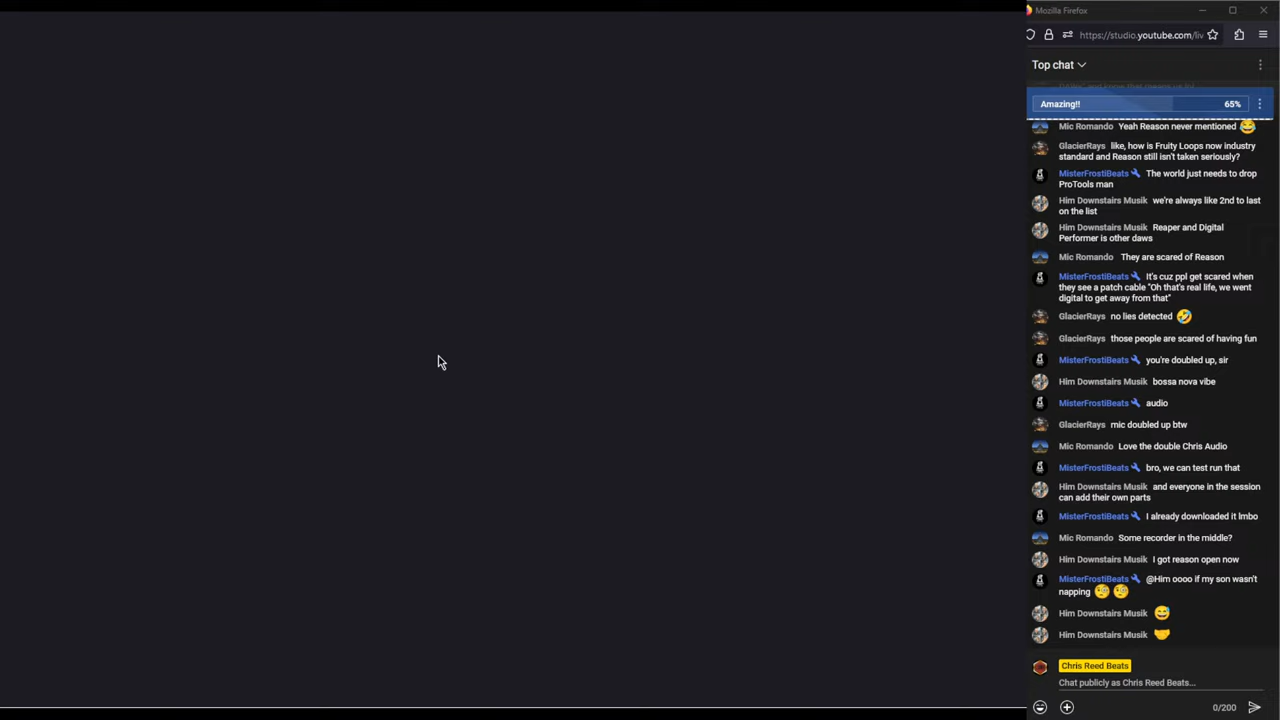 Mozilla Firefox
https://studio.youtube.com/liv
Top chat
Amazing!!
65%
Mic Romando Yeah Reason never mentioned 😂
GlacierRays like, how is Fruity Loops now industry
standard and Reason still isn't taken seriously?
MisterFrostiBeats The world just needs to drop
ProTools man
Him Downstairs Musik we're always like 2nd to last
on the list
Him Downstairs Musik Reaper and Digital
Performer is other daws
Mic Romando They are scared of Reason
MisterFrostiBeats It's cuz ppl get scared when
they see a patch cable "Oh that's real life, we went
digital to get away from that"
GlacierRays no lies detected 🤣
GlacierRays those people are scared of having fun
MisterFrostiBeats you're doubled up, sir
Him Downstairs Musik bossa nova vibe
MisterFrostiBeats audio
GlacierRays mic doubled up btw
Mic Romando Love the double Chris Audio
MisterFrostiBeats bro, we can test run that
Him Downstairs Musik and everyone in the session
can add their own parts
MisterFrostiBeats I already downloaded it lmbo
Mic Romando Some recorder in the middle?
Him Downstairs Musik I got reason open now
MisterFrostiBeats @Him oooo if my son wasn't
napping 🧐 🧐
Him Downstairs Musik 😅
Him Downstairs Musik 🤝
Chris Reed Beats
Chat publicly as Chris Reed Beats...
0/200